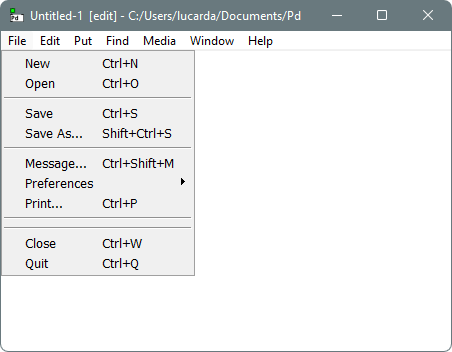 Pd Untitled-1 [edit] - C:/Users/lucarda/Documents/Pd
File Edit Put Find Media Window Help
New Ctrl+N
Open Ctrl+O
Save Ctrl+S
Save As... Shift+Ctrl+S
Message... Ctrl+Shift+M
Preferences
Print... Ctrl+P
Close Ctrl+W
Quit Ctrl+Q